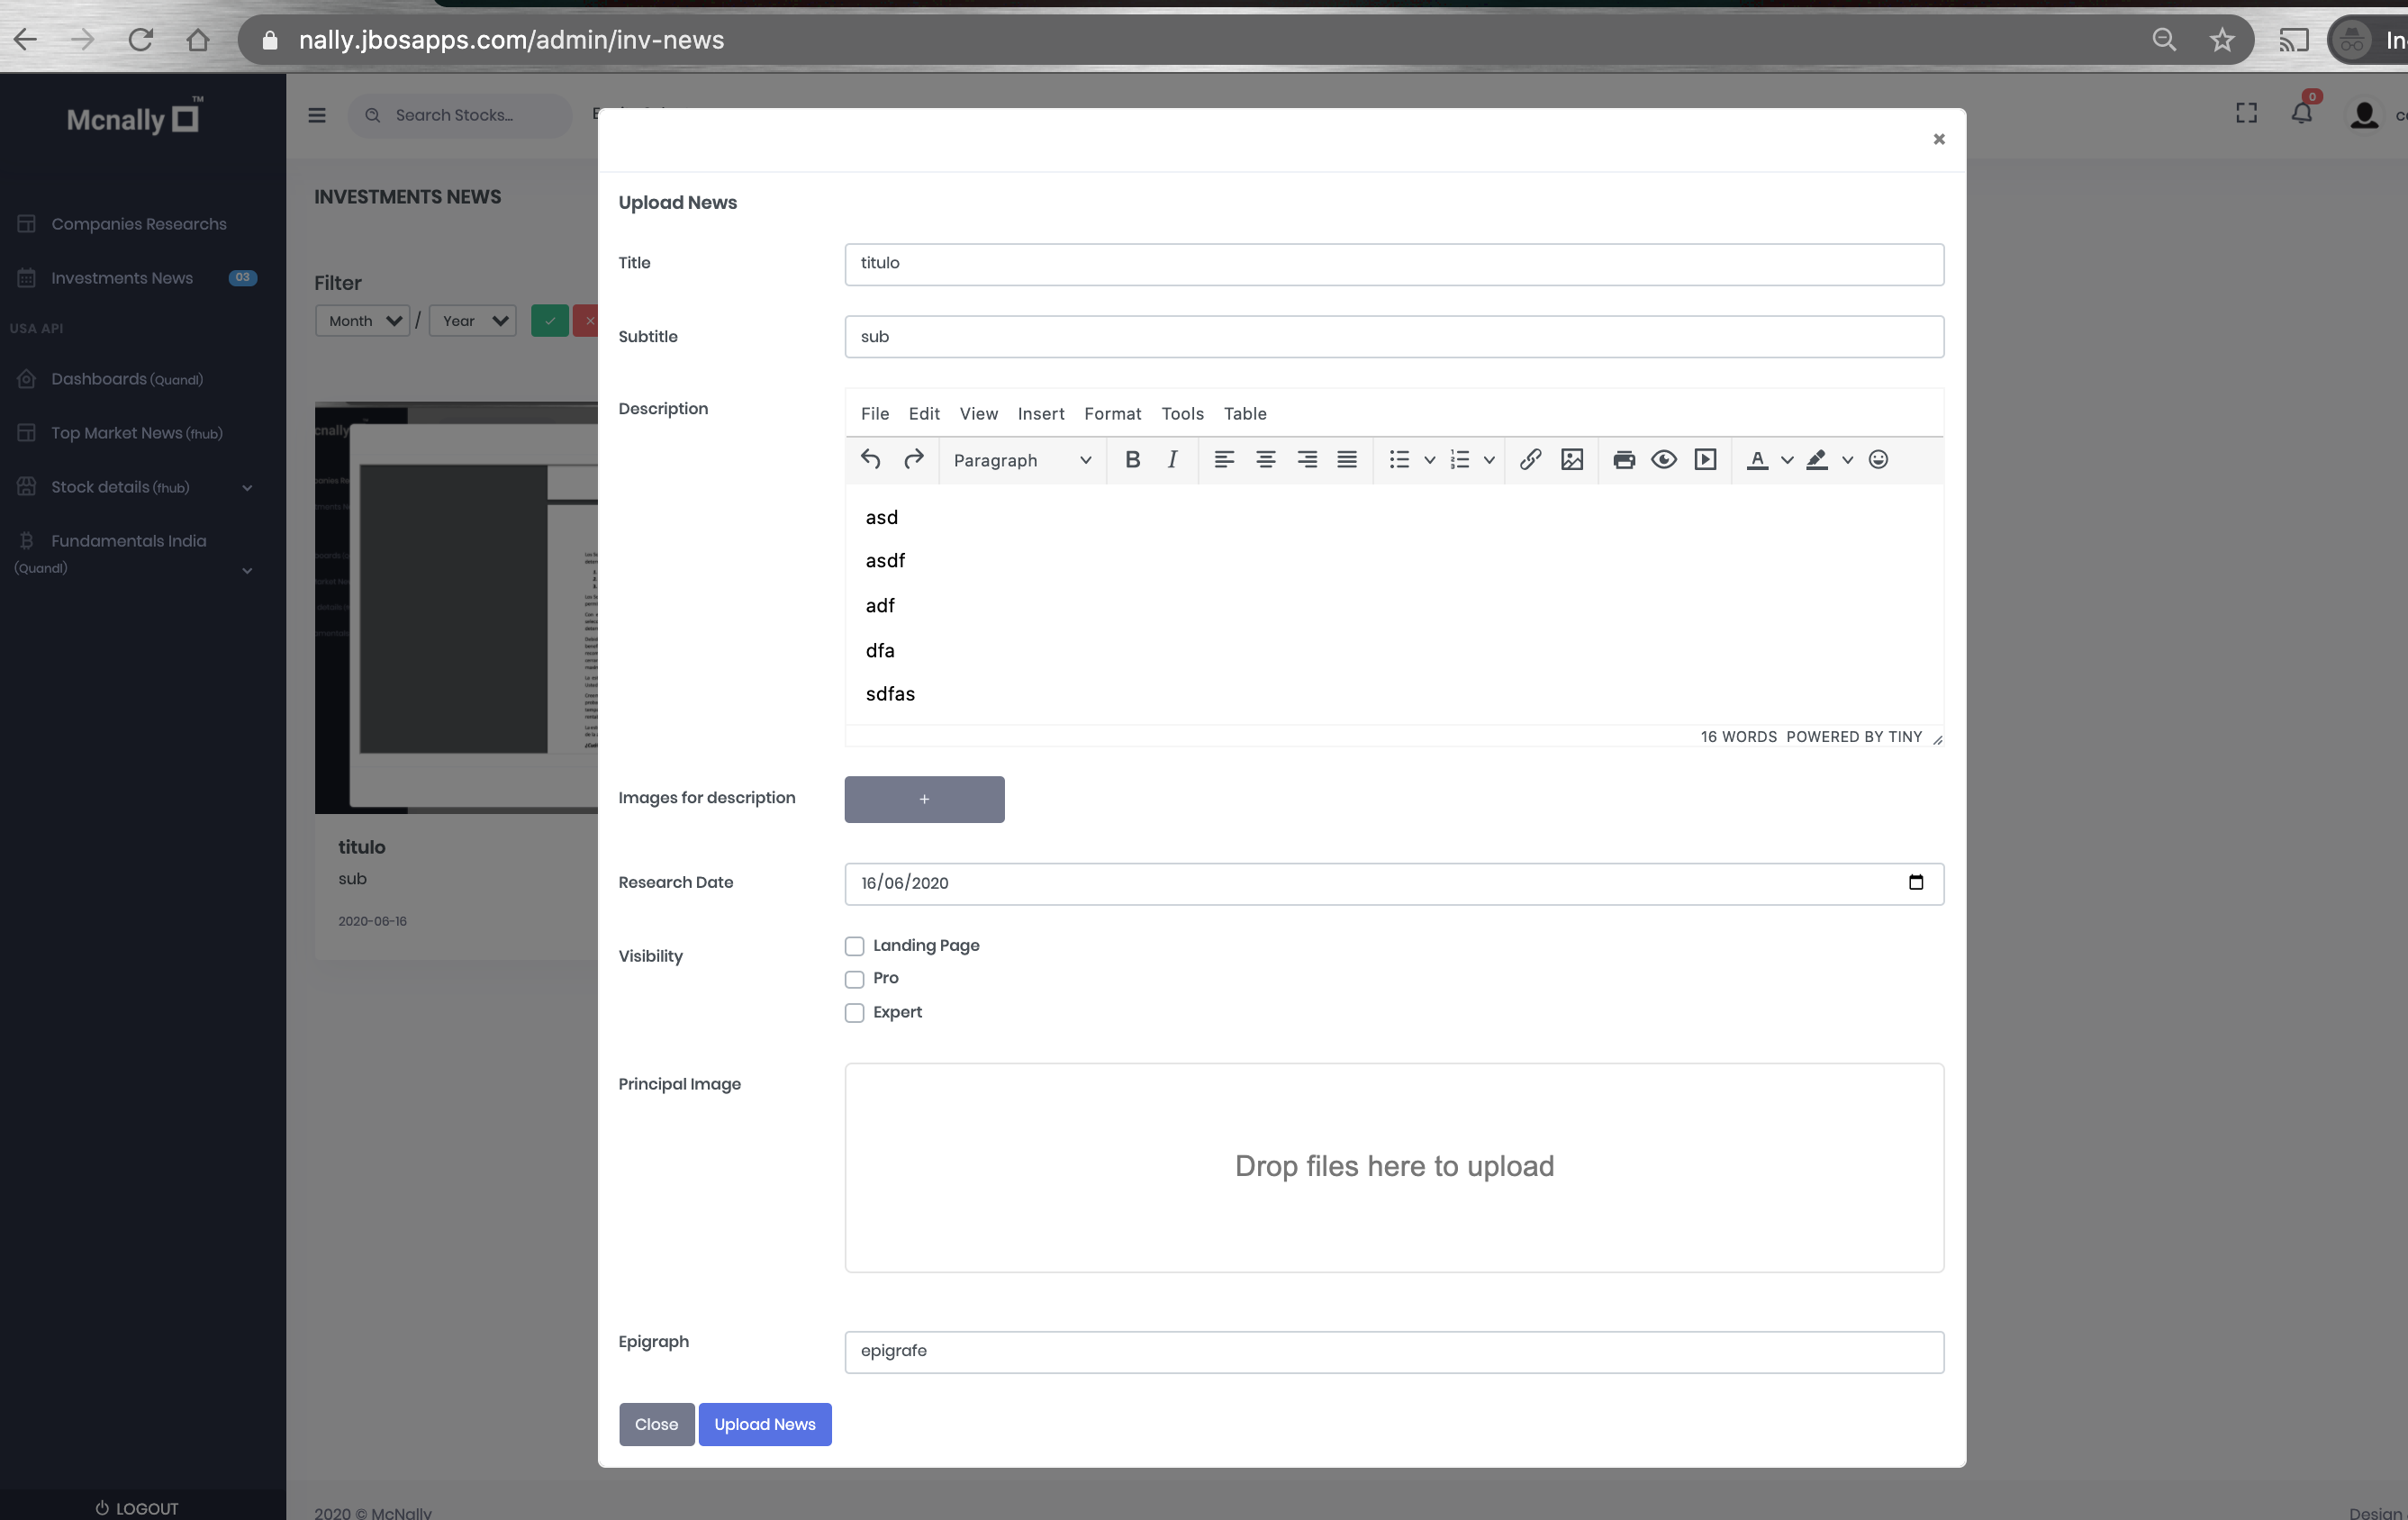 nally.jbosapps.com/admin/inv-news
Mcnally TM
Search Stocks...
0
Companies Researchs
Investments News 03
USA API
Dashboards (Quandl)
Top Market News (fhub)
Stock details (fhub)
Fundamentals India
(Quandl)
LOGOUT
INVESTMENTS NEWS
Filter
Month / Year
titulo
sub
2020-06-16
2020 © McNally
Design
×
Upload News
Title titulo
Subtitle sub
Description
File Edit View Insert Format Tools Table
Paragraph B I A
asd
asdf
adf
dfa
sdfas
16 WORDS POWERED BY TINY
Images for description +
Research Date 16/06/2020
Visibility
Landing Page
Pro
Expert
Principal Image
Drop files here to upload
Epigraph epigrafe
Close Upload News